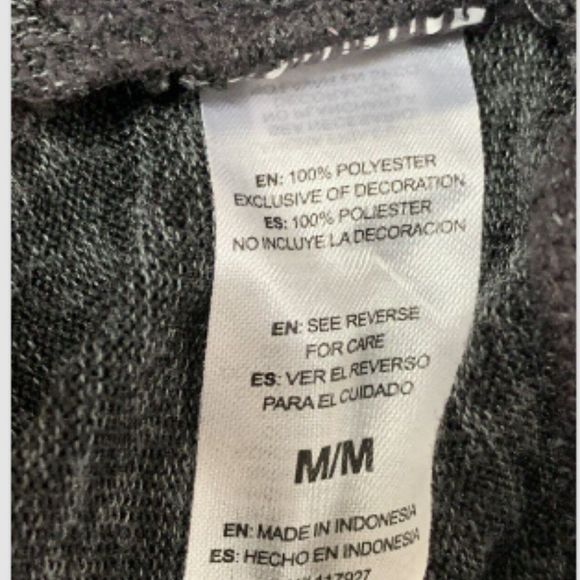 EN: 100% POLYESTER
EXCLUSIVE OF DECORATION
ES: 100% POLIESTER
NO INCLUYE LA DECORACION
EN: SEE REVERSE
FOR CARE
ES: VER EL REVERSO
PARA EL CUIDADO
M/M
EN: MADE IN INDONESIA
ES: HECHO EN INDONESIA